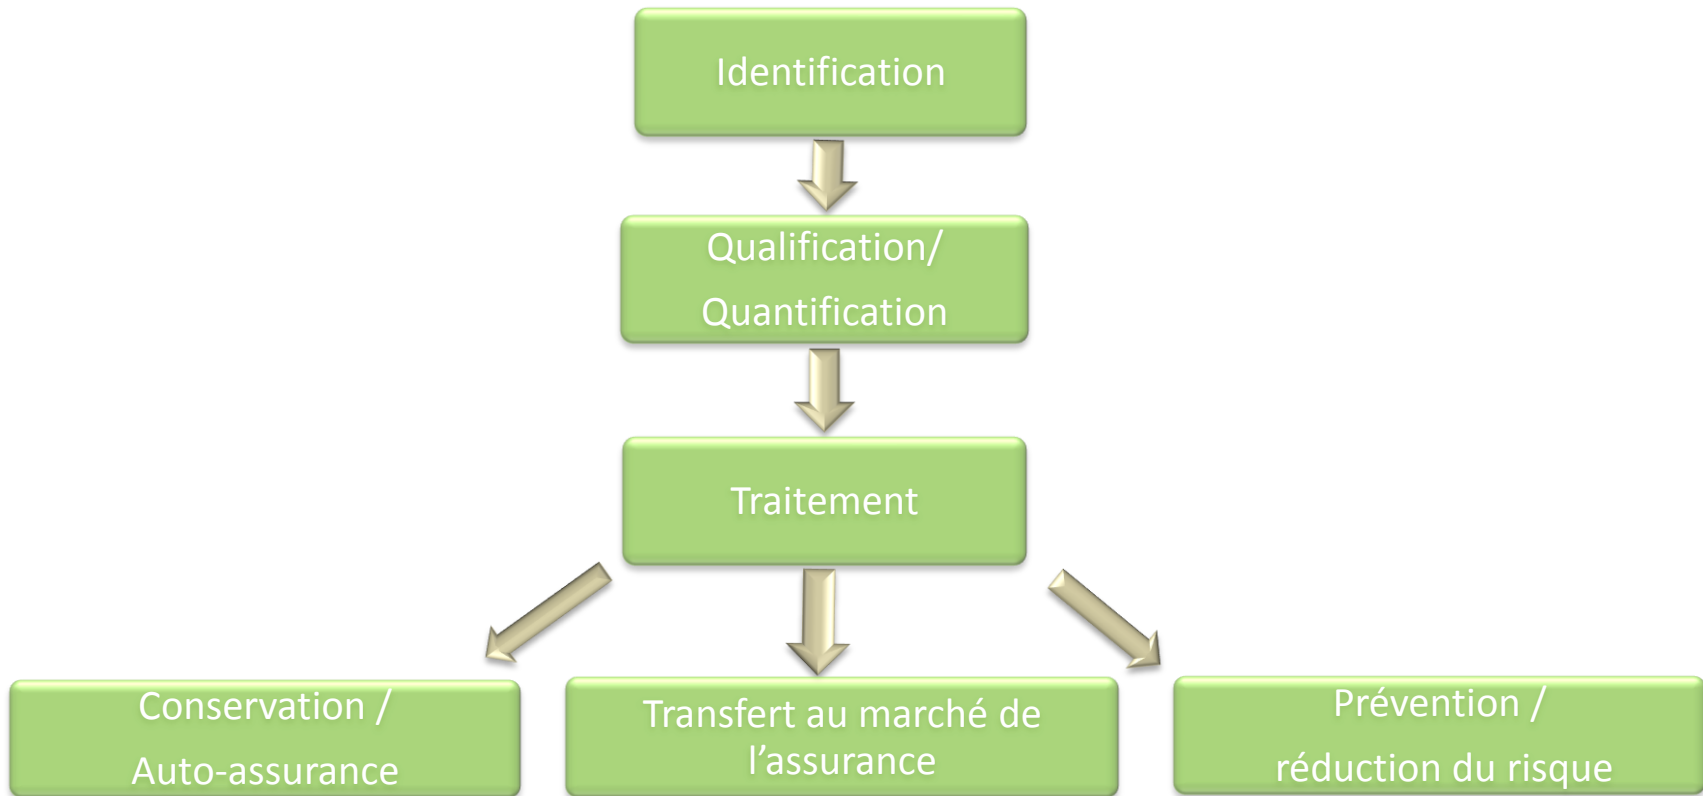 Identification
Qualification/
Quantification
Traitement
Conservation /
Auto-assurance
Transfert au marché de
l’assurance
Prévention /
réduction du risque